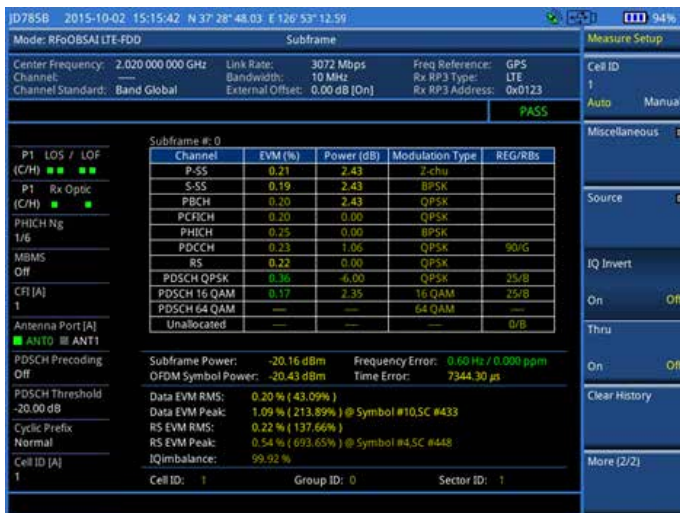 JD785B 2015-10-02 15:15:42 N 37° 28" 48.03 E 126° 53" 12.59 94%
Mode: RFoOBSAI LTE-FDD Subframe Measure Setup
Center Frequency: 2.020 000 000 GHz Link Rate: 3072 Mbps Freq Reference: GPS
Channel: ---- Bandwidth: 10 MHz Rx RP3 Type: LTE
Channel Standard: Band Global External Offset: 0.00 dB [On] Rx RP3 Address: 0x0123
PASS
Subframe #: 0
Channel EVM (%) Power (dB) Modulation Type REG/RBs
P-SS 0.21 2.43 Z-chu
S-SS 0.19 2.43 BPSK
PBCH 0.20 2.43 QPSK
PCFICH 0.20 0.00 QPSK
PHICH 0.25 0.00 BPSK
PDCCH 0.23 1.06 QPSK 90/G
RS 0.22 0.00 QPSK
PDSCH QPSK 0.36 -6.00 QPSK 25/B
PDSCH 16 QAM 0.17 2.35 16 QAM 25/B
PDSCH 64 QAM ---- ---- 64 QAM ----
Unallocated ---- ---- ---- 0/B
Subframe Power: -20.16 dBm Frequency Error: 0.60 Hz / 0.000 ppm
OFDM Symbol Power: -20.43 dBm Time Error: 7344.30 µs
Data EVM RMS: 0.20 % ( 43.09% )
Data EVM Peak: 1.09 % ( 213.89% ) @ Symbol #10,SC #433
RS EVM RMS: 0.22 % ( 137.66% )
RS EVM Peak: 0.54 % ( 693.65% ) @ Symbol #4,SC #448
IQimbalance: 99.92 %
Cell ID: 1 Group ID: 0 Sector ID: 1
P1 LOS / LOF
(C/H)
P1 Rx Optic
(C/H)
PHICH Ng
1/6
MBMS
Off
CFI [A]
1
Antenna Port [A]
ANT0 ANT1
PDSCH Precoding
Off
PDSCH Threshold
-20.00 dB
Cyclic Prefix
Normal
Cell ID [A]
1
Cell ID
1
Auto Manua
Miscellaneous
Source
IQ Invert
On Off
Thru
On Off
Clear History
More (2/2)